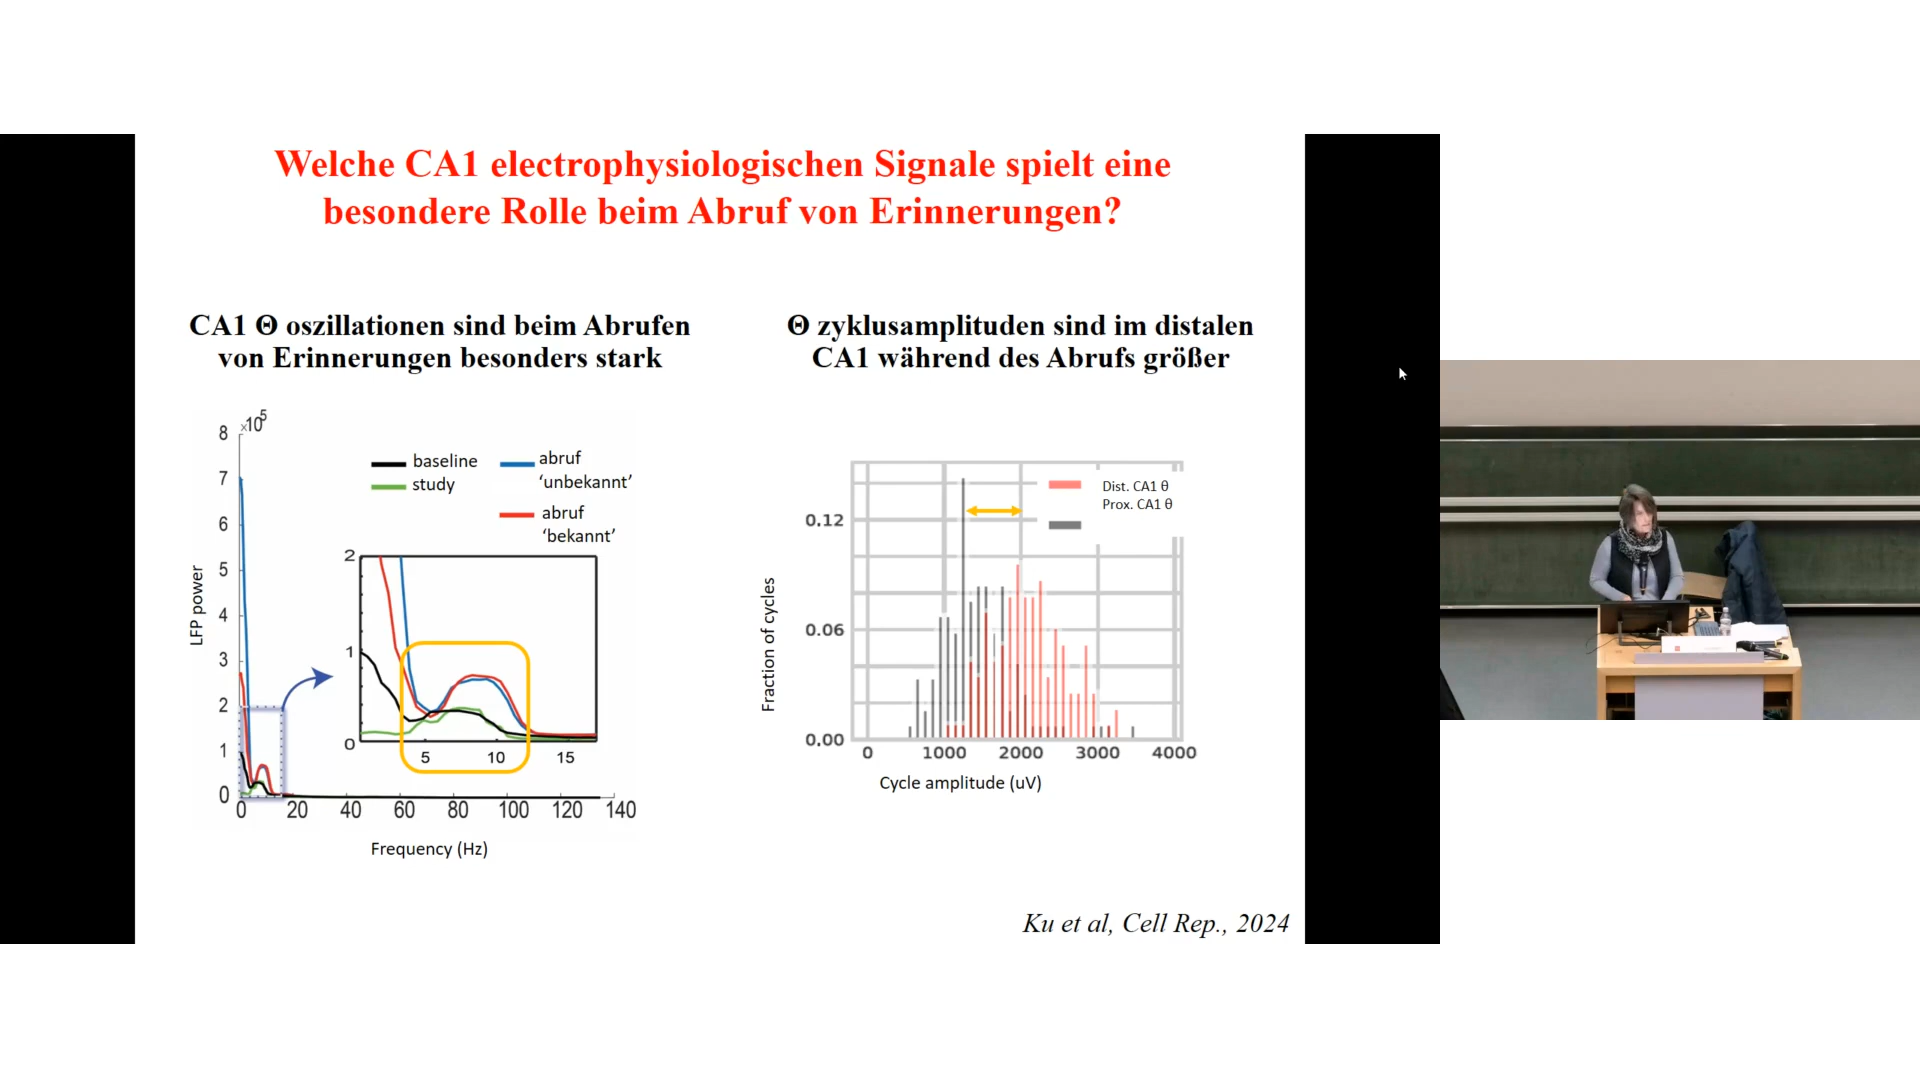 Welche CA1 electrophysiologischen Signale spielt eine
besondere Rolle beim Abruf von Erinnerungen?
CA1 Θ oszillationen sind beim Abrufen
von Erinnerungen besonders stark
x10⁵
8
7
6
5
4
3
2
1
0
LFP power
baseline
study
abruf
‘unbekannt’
abruf
‘bekannt’
2
1
0
5 10 15
0 20 40 60 80 100 120 140
Frequency (Hz)
Θ zyklusamplituden sind im distalen
CA1 während des Abrufs größer
Dist. CA1 θ
Prox. CA1 θ
0.12
0.06
0.00
Fraction of cycles
0 1000 2000 3000 4000
Cycle amplitude (uV)
Ku et al, Cell Rep., 2024